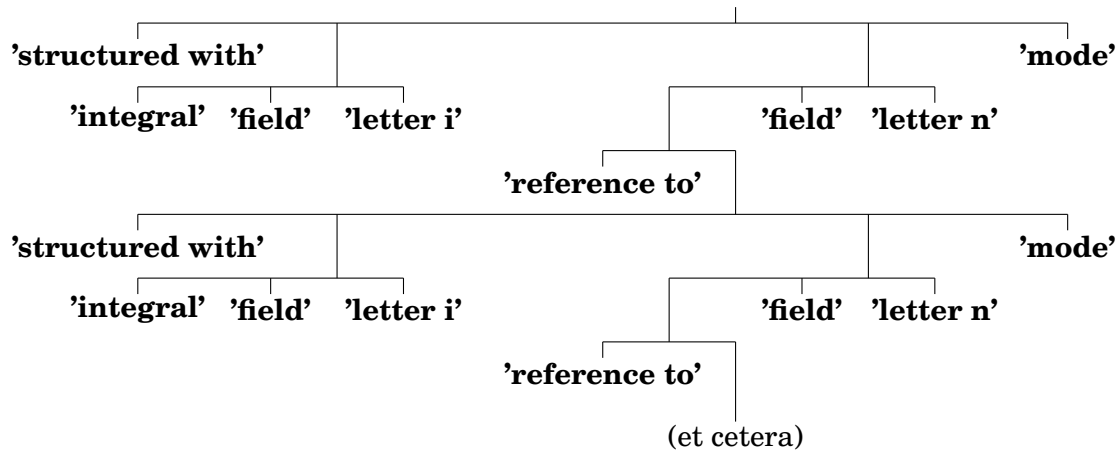 ’structured with’ ’mode’
’integral’ ’field’ ’letter i’ ’field’ ’letter n’
’reference to’
’structured with’ ’mode’
’integral’ ’field’ ’letter i’ ’field’ ’letter n’
’reference to’
(et cetera)